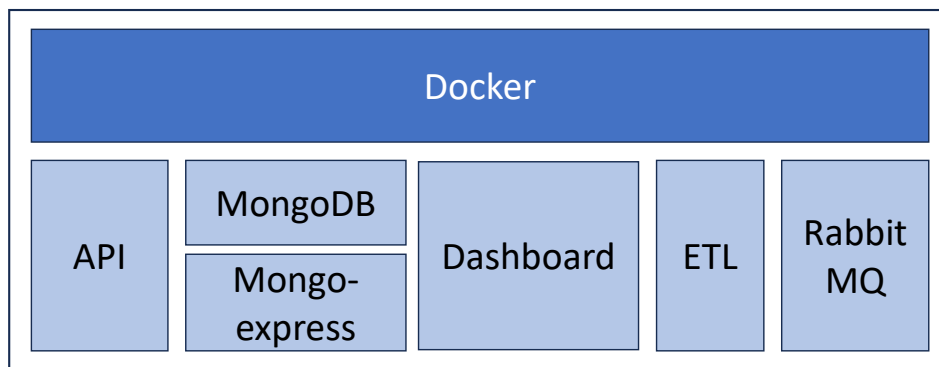 Docker
API
MongoDB
Mongo-
express
Dashboard
ETL
Rabbit
MQ